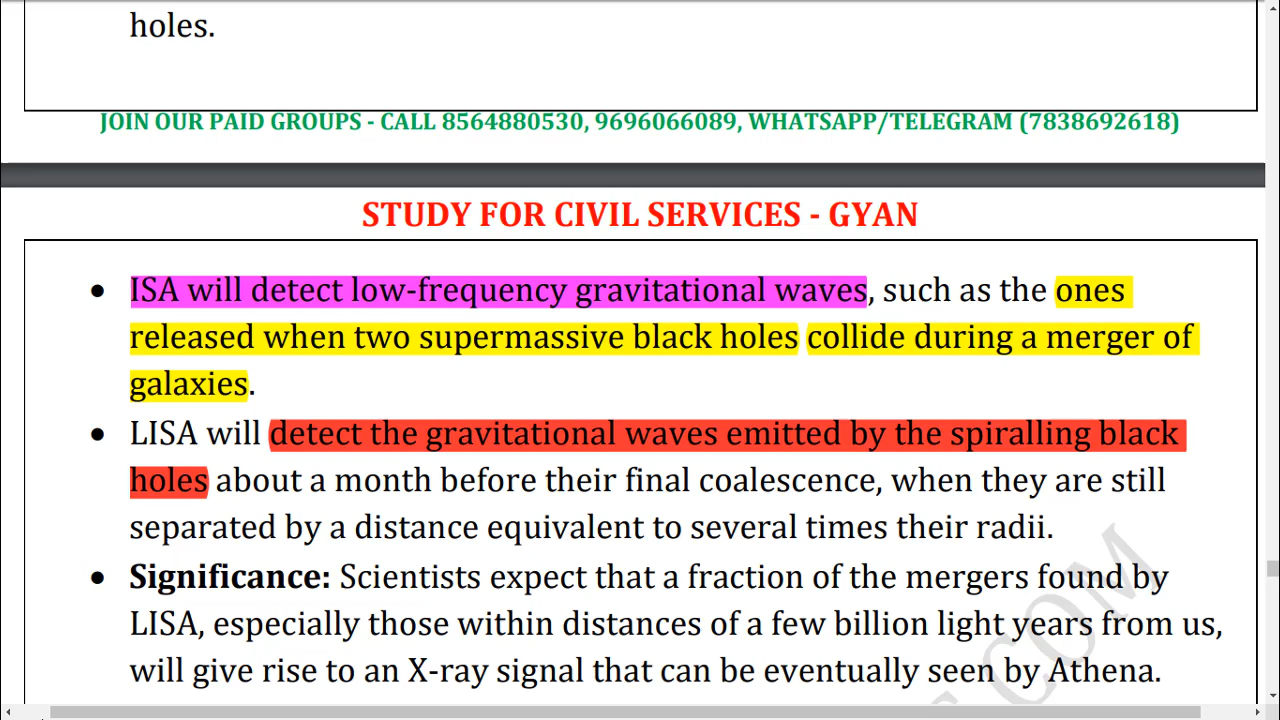 holes.
JOIN OUR PAID GROUPS - CALL 8564880530, 9696066089, WHATSAPP/TELEGRAM (7838692618)
STUDY FOR CIVIL SERVICES - GYAN
• ISA will detect low-frequency gravitational waves, such as the ones
released when two supermassive black holes collide during a merger of
galaxies.
• LISA will detect the gravitational waves emitted by the spiralling black
holes about a month before their final coalescence, when they are still
separated by a distance equivalent to several times their radii.
• Significance: Scientists expect that a fraction of the mergers found by
LISA, especially those within distances of a few billion light years from us,
will give rise to an X-ray signal that can be eventually seen by Athena.
.COM